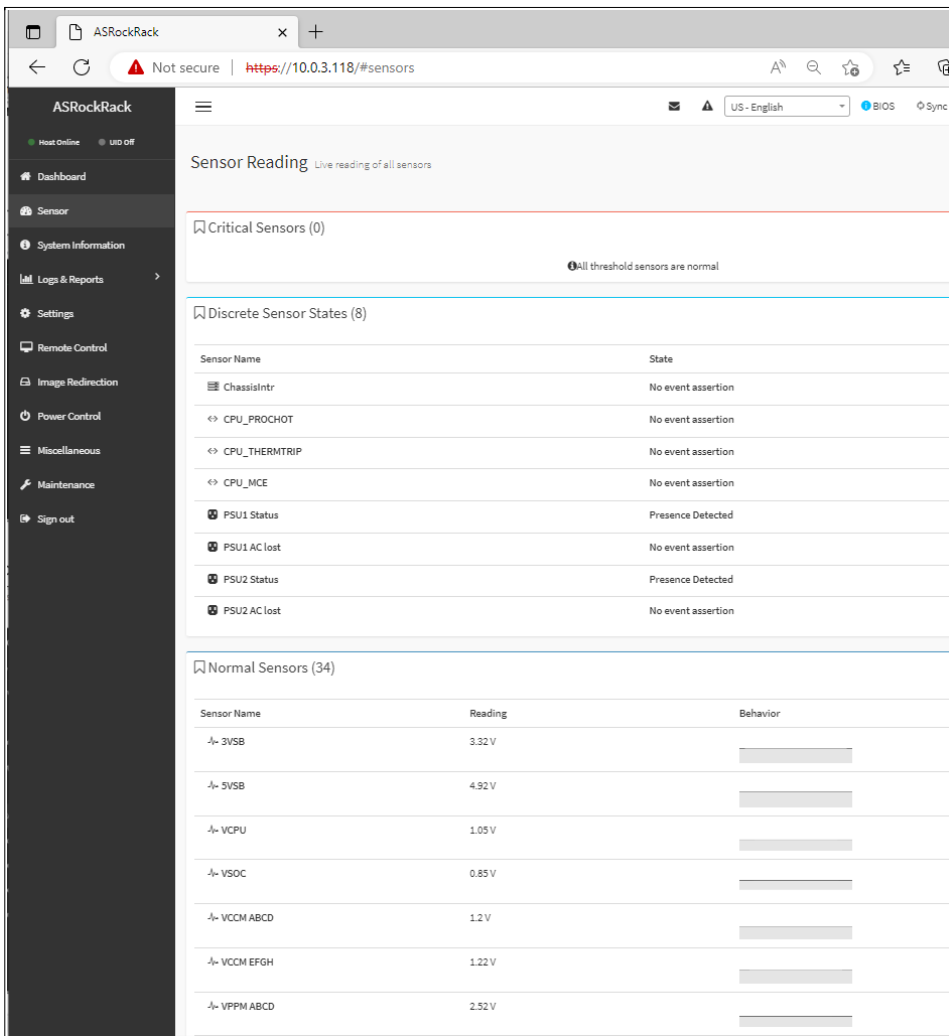 ASRockRack
Not secure | https://10.0.3.118/#sensors
ASRockRack
US - English BIOS Sync
Host Online UID Off
Sensor Reading Live reading of all sensors
Dashboard
Sensor
System Information
Logs & Reports
Settings
Remote Control
Image Redirection
Power Control
Miscellaneous
Maintenance
Sign out
Critical Sensors (0)
All threshold sensors are normal
Discrete Sensor States (8)
Sensor Name State
ChassisIntr No event assertion
CPU_PROCHOT No event assertion
CPU_THERMTRIP No event assertion
CPU_MCE No event assertion
PSU1 Status Presence Detected
PSU1 AC lost No event assertion
PSU2 Status Presence Detected
PSU2 AC lost No event assertion
Normal Sensors (34)
Sensor Name Reading Behavior
3VSB 3.32 V
5VSB 4.92 V
VCPU 1.05 V
VSOC 0.85 V
VCCM ABCD 1.2 V
VCCM EFGH 1.22 V
VPPM ABCD 2.52 V